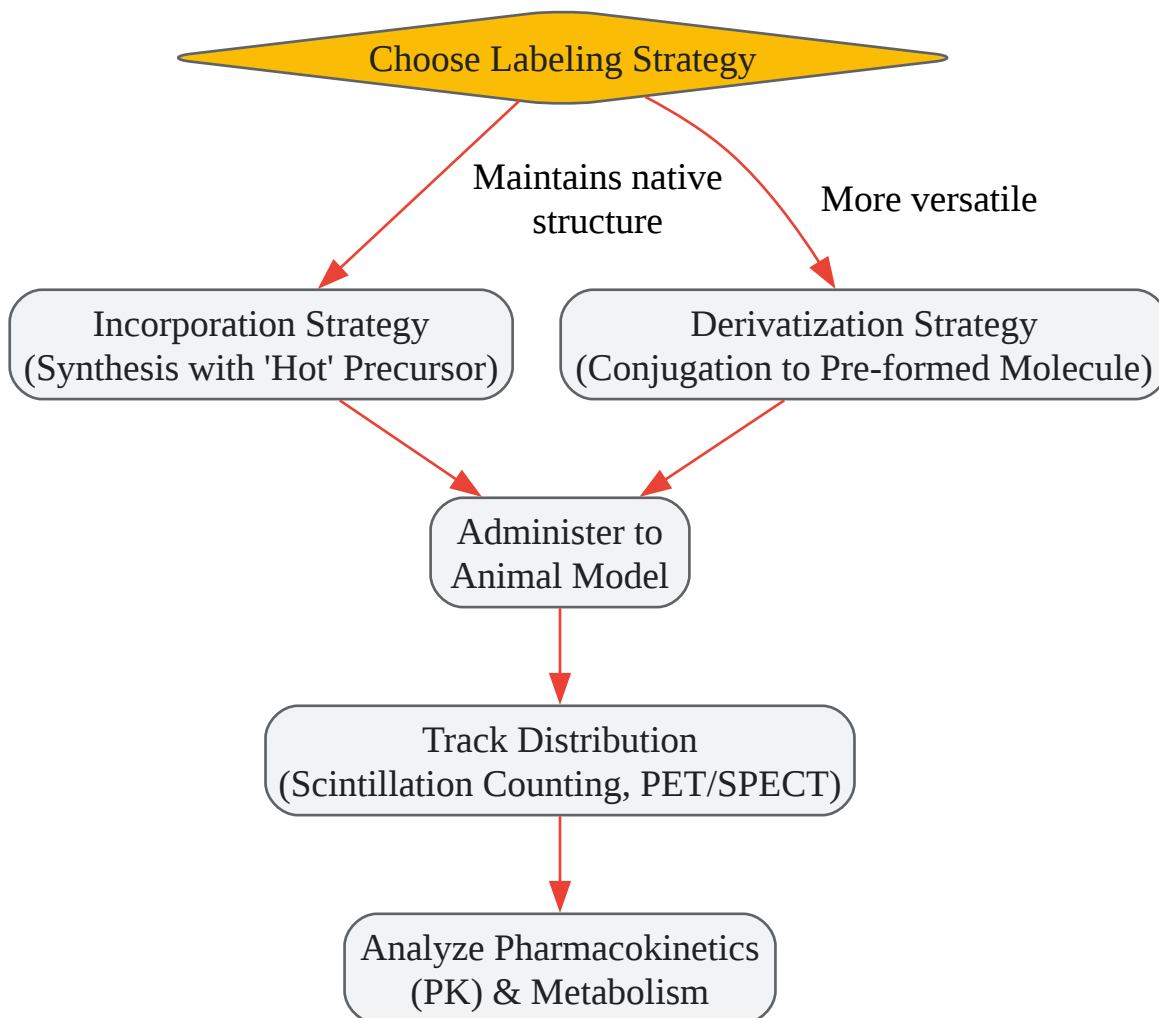 Choose Labeling Strategy
Maintains native
structure
More versatile
Incorporation Strategy
(Synthesis with 'Hot' Precursor)
Derivatization Strategy
(Conjugation to Pre-formed Molecule)
Administer to
Animal Model
Track Distribution
(Scintillation Counting, PET/SPECT)
Analyze Pharmacokinetics
(PK) & Metabolism